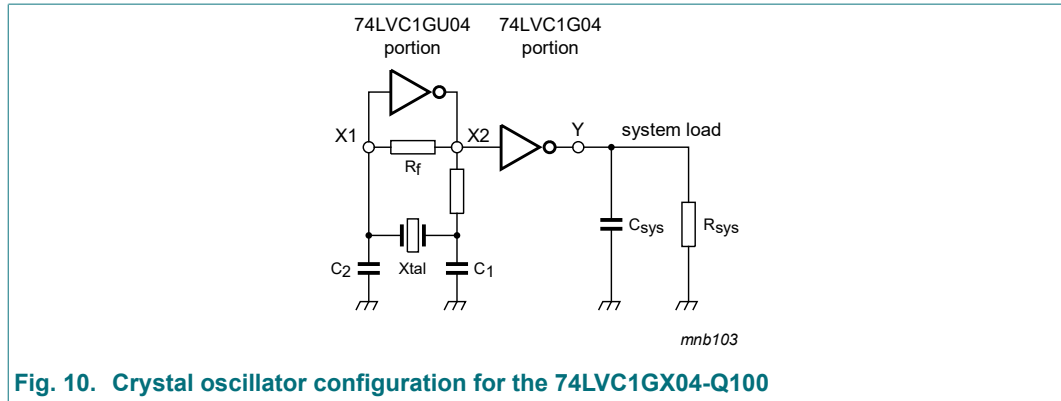 74LVC1GU04 74LVC1G04
portion portion
X1 X2 Y system load
Rf
Csys Rsys
C2 Xtal C1
mnb103
Fig. 10. Crystal oscillator configuration for the 74LVC1GX04-Q100